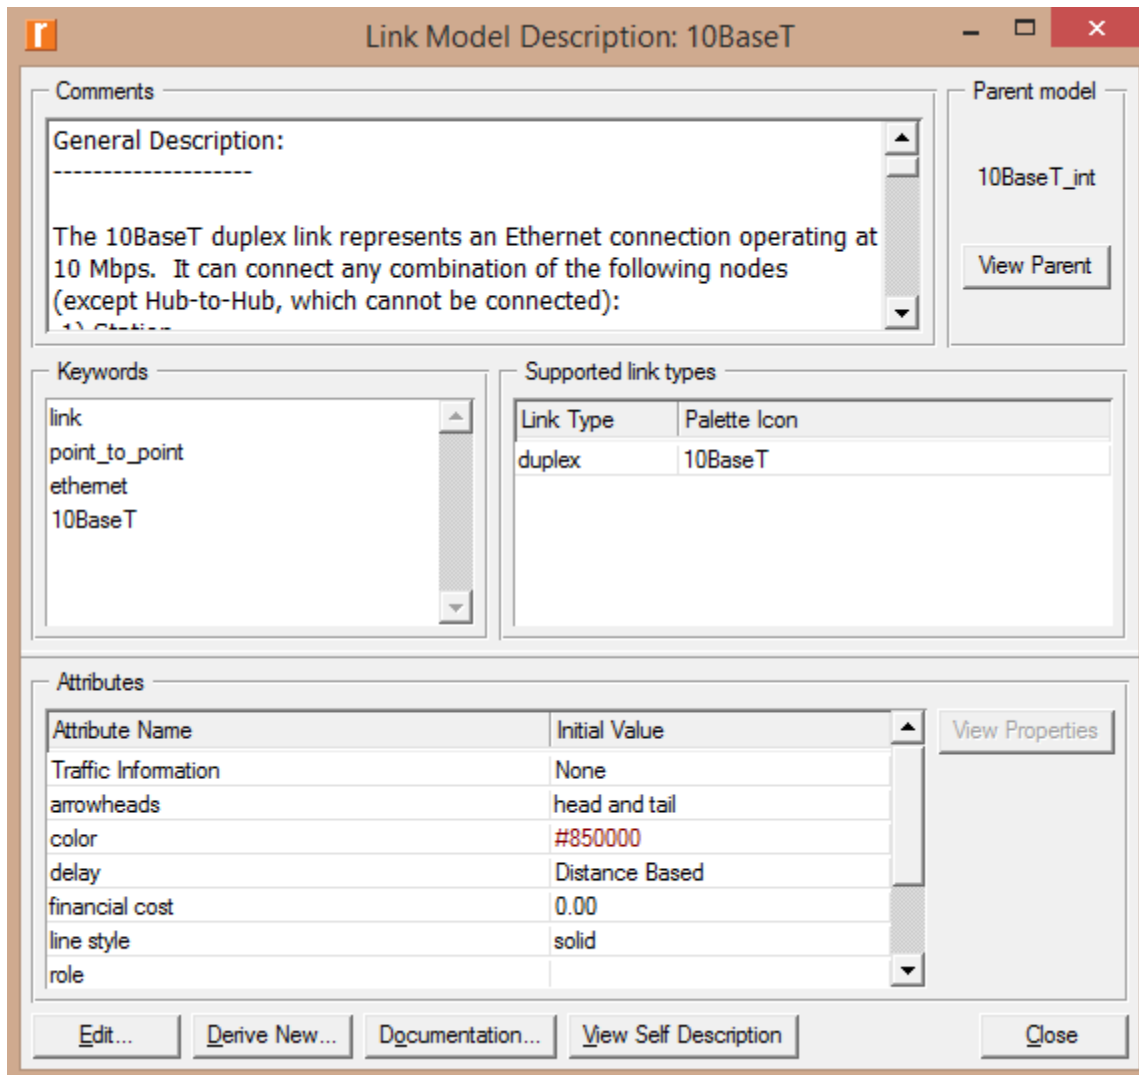 Link Model Description: 10BaseT
Comments
General Description:
--------------------
The 10BaseT duplex link represents an Ethernet connection operating at
10 Mbps.  It can connect any combination of the following nodes
(except Hub-to-Hub, which cannot be connected):
1) Station
Parent model
10BaseT_int
View Parent
Keywords
link
point_to_point
ethernet
10BaseT
Supported link types
Link Type Palette Icon
duplex 10BaseT
Attributes
Attribute Name Initial Value
Traffic Information None
arrowheads head and tail
color #850000
delay Distance Based
financial cost 0.00
line style solid
role
View Properties
Edit... Derive New... Documentation... View Self Description Close